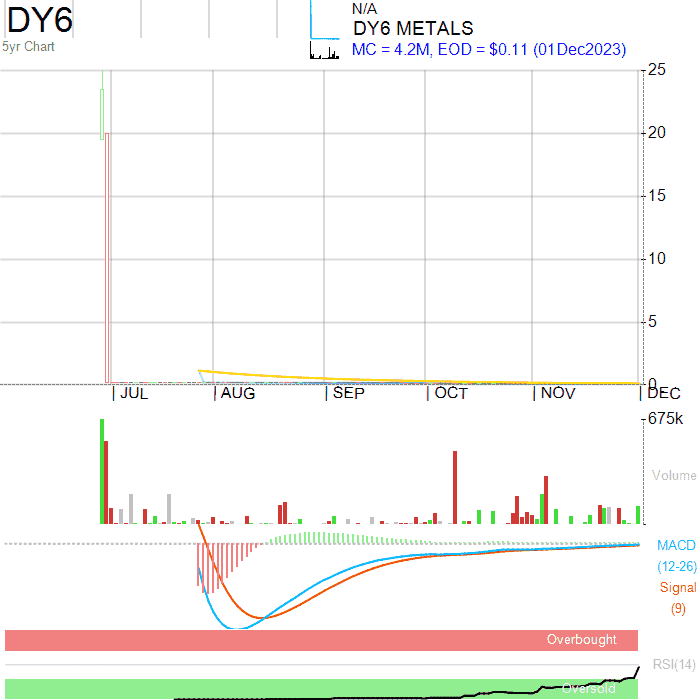 DY6
5yr Chart
N/A
DY6 METALS
MC = 4.2M, EOD = $0.11 (01Dec2023)
25
20
15
10
5
0
JUL AUG SEP OCT NOV DEC
675k
Volume
MACD
(12-26)
Signal
(9)
Overbought
RSI(14)
Oversold